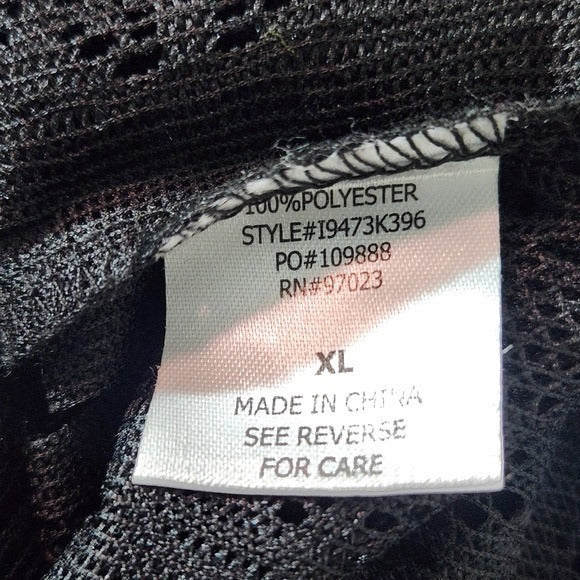 100%POLYESTER
STYLE#I9473K396
PO#109888
RN#97023
XL
MADE IN CHINA
SEE REVERSE
FOR CARE